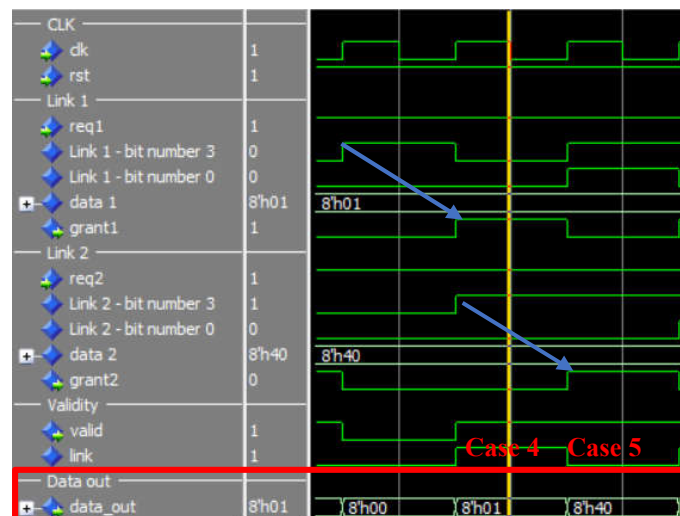 CLK
clk 1
rst 1
Link 1
req1 1
Link 1 - bit number 3 0
Link 1 - bit number 0 0
data 1 8'h01 8'h01
grant1 1
Link 2
req2 1
Link 2 - bit number 3 1
Link 2 - bit number 0 0
data 2 8'h40 8'h40
grant2 0
Validity
valid 1
link 1 Case 4 Case 5
Data out
data_out 8'h01 8'h00 8'h01 8'h40